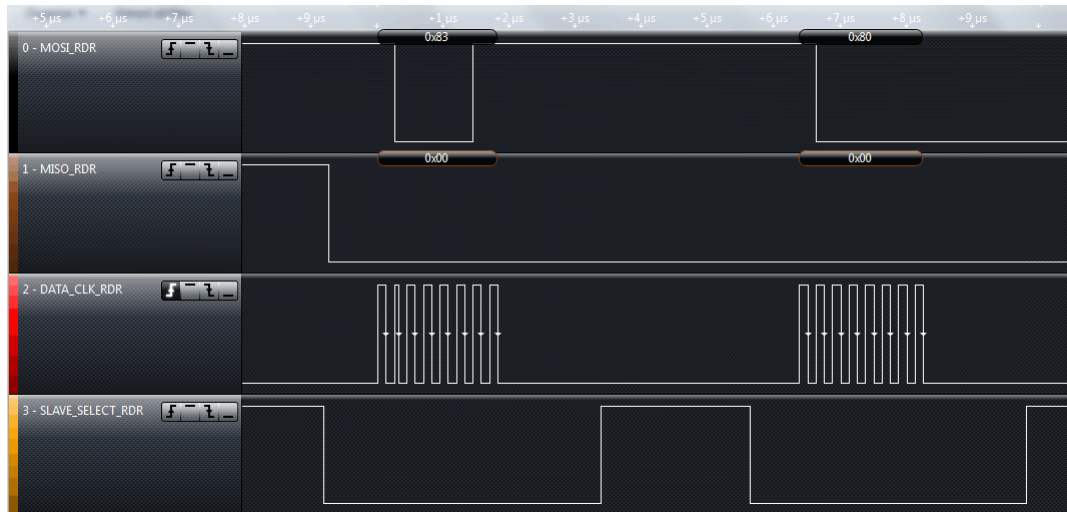 +5 µs +6 µs +7 µs +8 µs +9 µs +1 µs +2 µs +3 µs +4 µs +5 µs +6 µs +7 µs +8 µs +9 µs
0 - MOSI_RDR
0x83 0x80
1 - MISO_RDR
0x00 0x00
2 - DATA_CLK_RDR
3 - SLAVE_SELECT_RDR